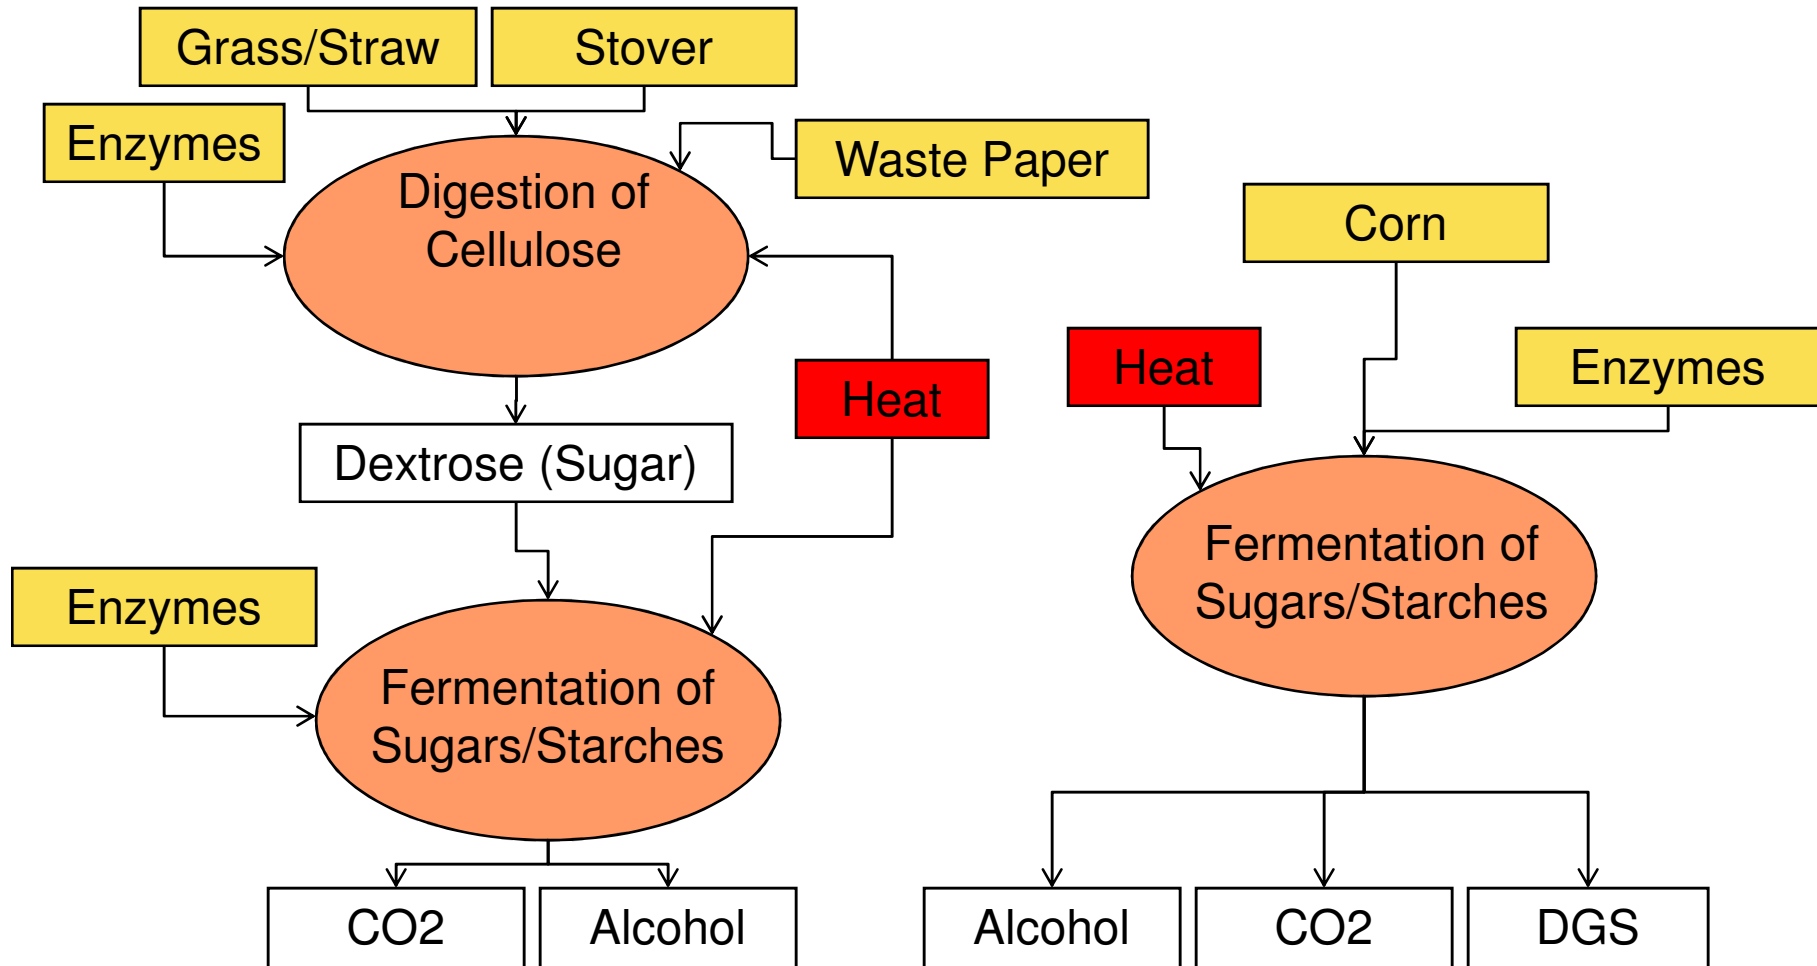 Grass/Straw
Stover
Enzymes
Waste Paper
Digestion of
Cellulose
Corn
Heat
Heat
Enzymes
Dextrose (Sugar)
Fermentation of
Sugars/Starches
Enzymes
Fermentation of
Sugars/Starches
CO2
Alcohol
Alcohol
CO2
DGS